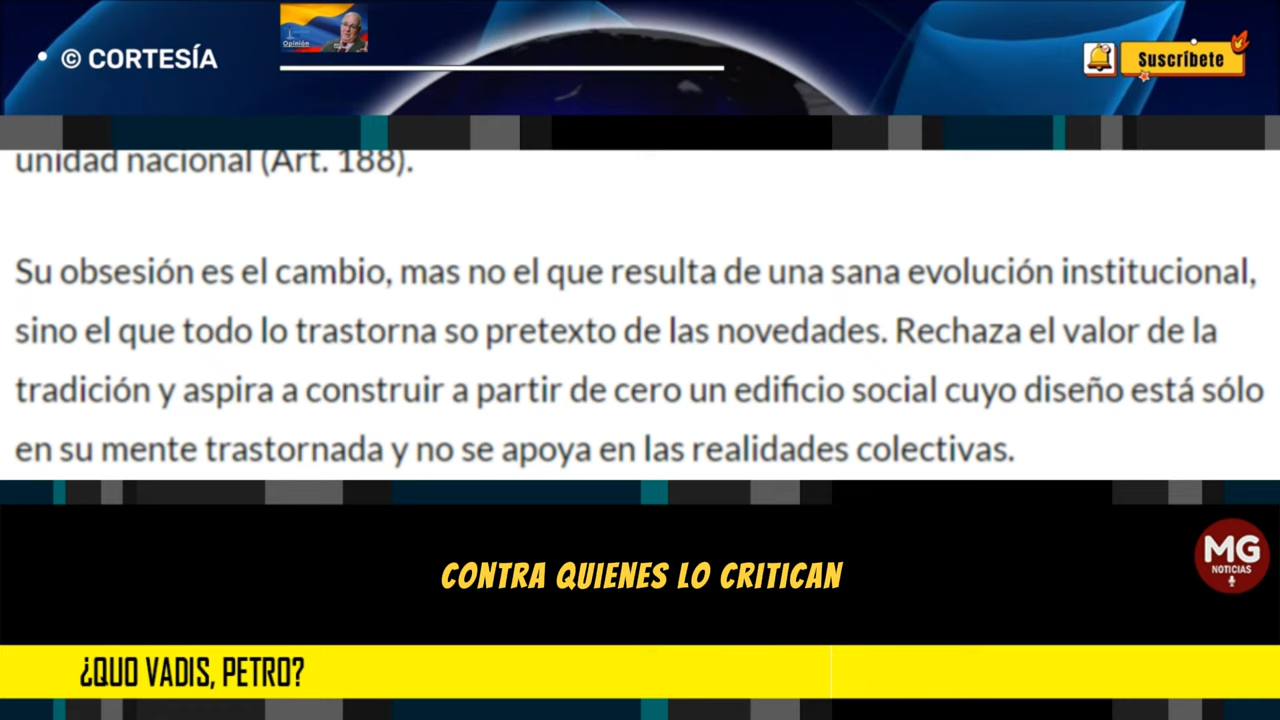 • © CORTESÍA
Opinión
Suscríbete
unidad nacional (Art. 188).
Su obsesión es el cambio, mas no el que resulta de una sana evolución institucional,
sino el que todo lo trastorna so pretexto de las novedades. Rechaza el valor de la
tradición y aspira a construir a partir de cero un edificio social cuyo diseño está sólo
en su mente trastornada y no se apoya en las realidades colectivas.
CONTRA QUIENES LO CRITICAN
MG
NOTICIAS
¿QUO VADIS, PETRO?